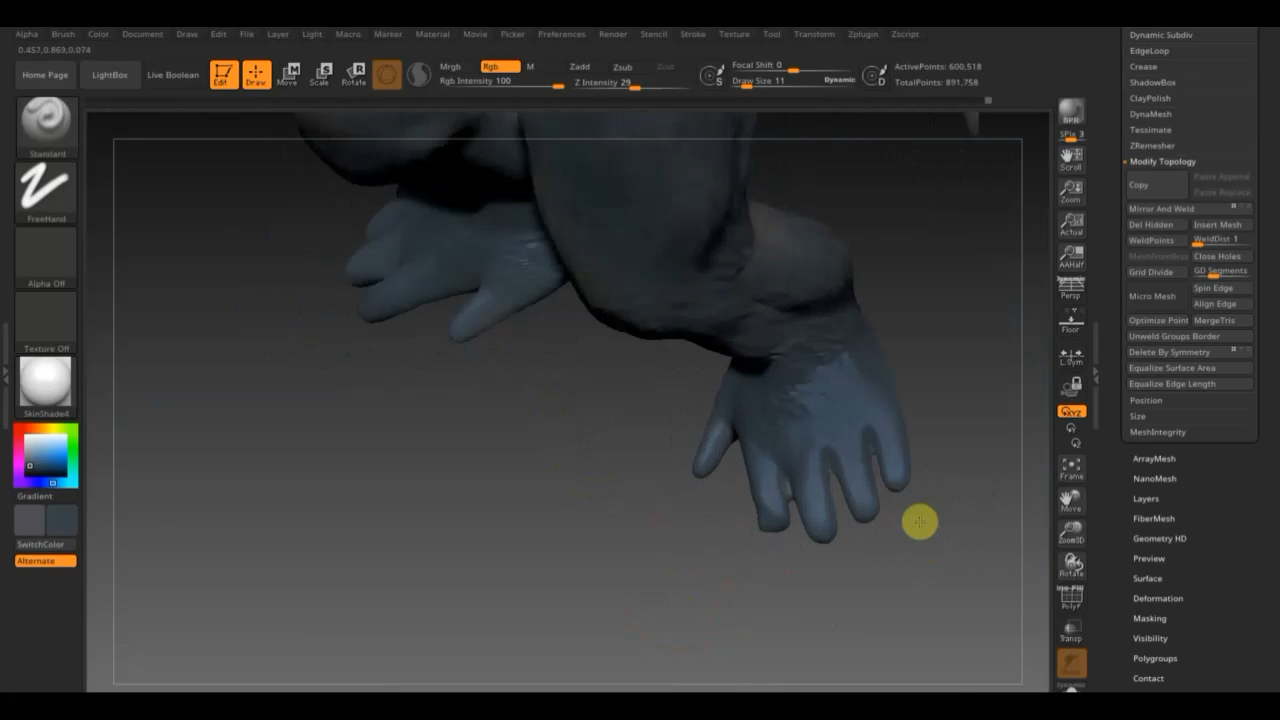 Alpha Brush Color Document Draw Edit File Layer Light Macro Marker Material Movie Picker Preferences Render Stencil Stroke Texture Tool Transform Zplugin Zscript
0.457,0.869,0.074
Home Page LightBox Live Boolean Edit Draw Move Scale Rotate
Mrgb Rgb M Zadd Zsub Zcut
Rgb Intensity 100 Z Intensity 29
S Focal Shift 0
Draw Size 11 Dynamic
D ActivePoints: 600,518
TotalPoints: 891,758
Standard
FreeHand
Alpha Off
Texture Off
SkinShade4
Gradient
SwitchColor
Alternate
BPR
SPix 3
Scroll
Zoom
Actual
AAHalf
Dynamic
Persp
Floor
L.Sym
XYZ
Frame
Move
Zoom3D
Rotate
PolyF
Transp
Dynamic Subdiv
EdgeLoop
Crease
ShadowBox
ClayPolish
DynaMesh
Tessimate
ZRemesher
Modify Topology
Copy Paste Append
Paste Replace
Mirror And Weld
Del Hidden Insert Mesh
WeldPoints WeldDist 1
Close Holes
Grid Divide GD Segments
Micro Mesh Spin Edge
Align Edge
Optimize Point MergeTris
Unweld Groups Border
Delete By Symmetry
Equalize Surface Area
Equalize Edge Length
Position
Size
MeshIntegrity
ArrayMesh
NanoMesh
Layers
FiberMesh
Geometry HD
Preview
Surface
Deformation
Masking
Visibility
Polygroups
Contact